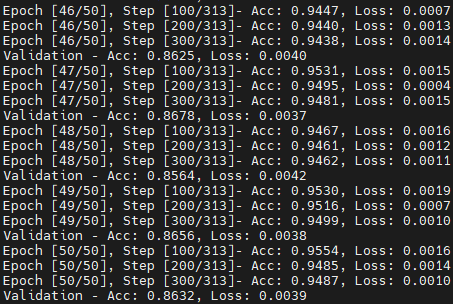 Epoch [46/50], Step [100/313]- Acc: 0.9447, Loss: 0.0007
Epoch [46/50], Step [200/313]- Acc: 0.9440, Loss: 0.0013
Epoch [46/50], Step [300/313]- Acc: 0.9438, Loss: 0.0014
Validation - Acc: 0.8625, Loss: 0.0040
Epoch [47/50], Step [100/313]- Acc: 0.9531, Loss: 0.0015
Epoch [47/50], Step [200/313]- Acc: 0.9495, Loss: 0.0004
Epoch [47/50], Step [300/313]- Acc: 0.9481, Loss: 0.0015
Validation - Acc: 0.8678, Loss: 0.0037
Epoch [48/50], Step [100/313]- Acc: 0.9467, Loss: 0.0016
Epoch [48/50], Step [200/313]- Acc: 0.9461, Loss: 0.0012
Epoch [48/50], Step [300/313]- Acc: 0.9462, Loss: 0.0011
Validation - Acc: 0.8564, Loss: 0.0042
Epoch [49/50], Step [100/313]- Acc: 0.9530, Loss: 0.0019
Epoch [49/50], Step [200/313]- Acc: 0.9516, Loss: 0.0007
Epoch [49/50], Step [300/313]- Acc: 0.9499, Loss: 0.0010
Validation - Acc: 0.8656, Loss: 0.0038
Epoch [50/50], Step [100/313]- Acc: 0.9554, Loss: 0.0016
Epoch [50/50], Step [200/313]- Acc: 0.9485, Loss: 0.0014
Epoch [50/50], Step [300/313]- Acc: 0.9487, Loss: 0.0010
Validation - Acc: 0.8632, Loss: 0.0039